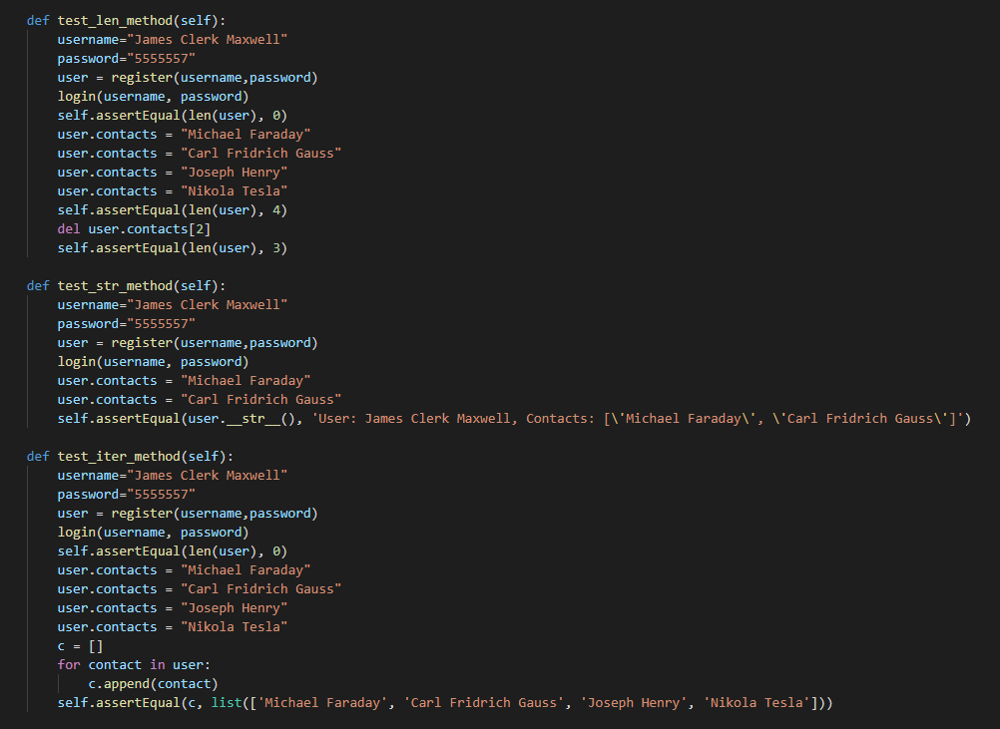 def test_len_method(self):
    username="James Clerk Maxwell"
    password="5555557"
    user = register(username,password)
    login(username, password)
    self.assertEqual(len(user), 0)
    user.contacts = "Michael Faraday"
    user.contacts = "Carl Fridrich Gauss"
    user.contacts = "Joseph Henry"
    user.contacts = "Nikola Tesla"
    self.assertEqual(len(user), 4)
    del user.contacts[2]
    self.assertEqual(len(user), 3)

def test_str_method(self):
    username="James Clerk Maxwell"
    password="5555557"
    user = register(username,password)
    login(username, password)
    user.contacts = "Michael Faraday"
    user.contacts = "Carl Fridrich Gauss"
    self.assertEqual(user.__str__(), 'User: James Clerk Maxwell, Contacts: [\'Michael Faraday\', \'Carl Fridrich Gauss\']')

def test_iter_method(self):
    username="James Clerk Maxwell"
    password="5555557"
    user = register(username,password)
    login(username, password)
    self.assertEqual(len(user), 0)
    user.contacts = "Michael Faraday"
    user.contacts = "Carl Fridrich Gauss"
    user.contacts = "Joseph Henry"
    user.contacts = "Nikola Tesla"
    c = []
    for contact in user:
        c.append(contact)
    self.assertEqual(c, list(['Michael Faraday', 'Carl Fridrich Gauss', 'Joseph Henry', 'Nikola Tesla']))